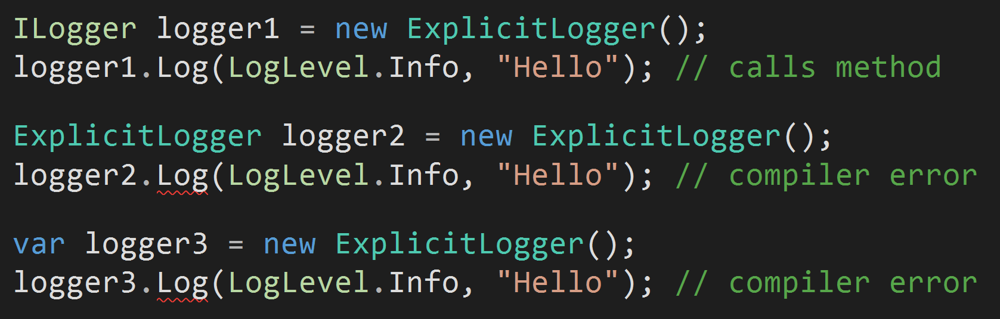 ILogger logger1 = new ExplicitLogger();
logger1.Log(LogLevel.Info, "Hello"); // calls method
ExplicitLogger logger2 = new ExplicitLogger();
logger2.Log(LogLevel.Info, "Hello"); // compiler error
var logger3 = new ExplicitLogger();
logger3.Log(LogLevel.Info, "Hello"); // compiler error